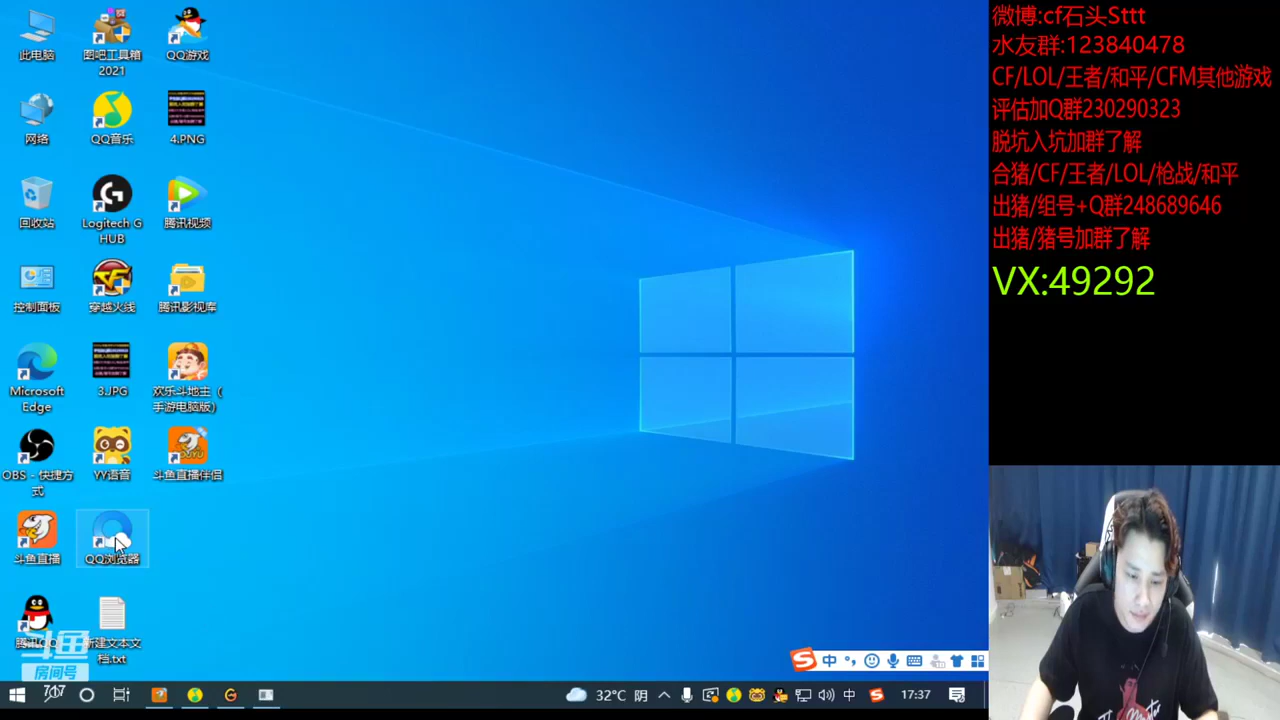 此电脑
图吧工具箱
2021
QQ游戏
网络
QQ音乐
4.PNG
回收站
Logitech G
HUB
腾讯视频
控制面板
穿越火线
腾讯影视库
Microsoft
Edge
3.JPG
欢乐斗地主（
手游电脑版）
OBS - 快捷方
式
YY语音
斗鱼直播伴侣
斗鱼直播
QQ浏览器
腾讯QQ
新建文本文
档.txt
斗鱼
房间号
707
中
32°C 阴
中
17:37
微博:cf石头Sttt
水友群:123840478
CF/LOL/王者/和平/CFM其他游戏
评估加Q群230290323
脱坑入坑加群了解
合猪/CF/王者/LOL/枪战/和平
出猪/组号+Q群248689646
出猪/猪号加群了解
VX:49292